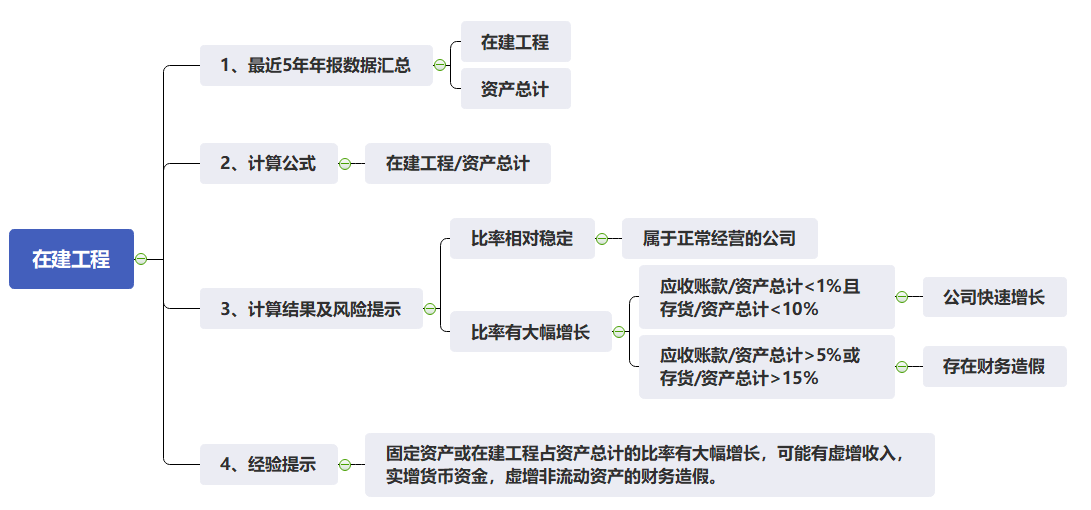 在建工程
1、最近5年年报数据汇总
在建工程
资产总计
2、计算公式
在建工程/资产总计
3、计算结果及风险提示
比率相对稳定
属于正常经营的公司
比率有大幅增长
应收账款/资产总计<1%且
存货/资产总计<10%
公司快速增长
应收账款/资产总计>5%或
存货/资产总计>15%
存在财务造假
4、经验提示
固定资产或在建工程占资产总计的比率有大幅增长，可能有虚增收入，
实增货币资金，虚增非流动资产的财务造假。